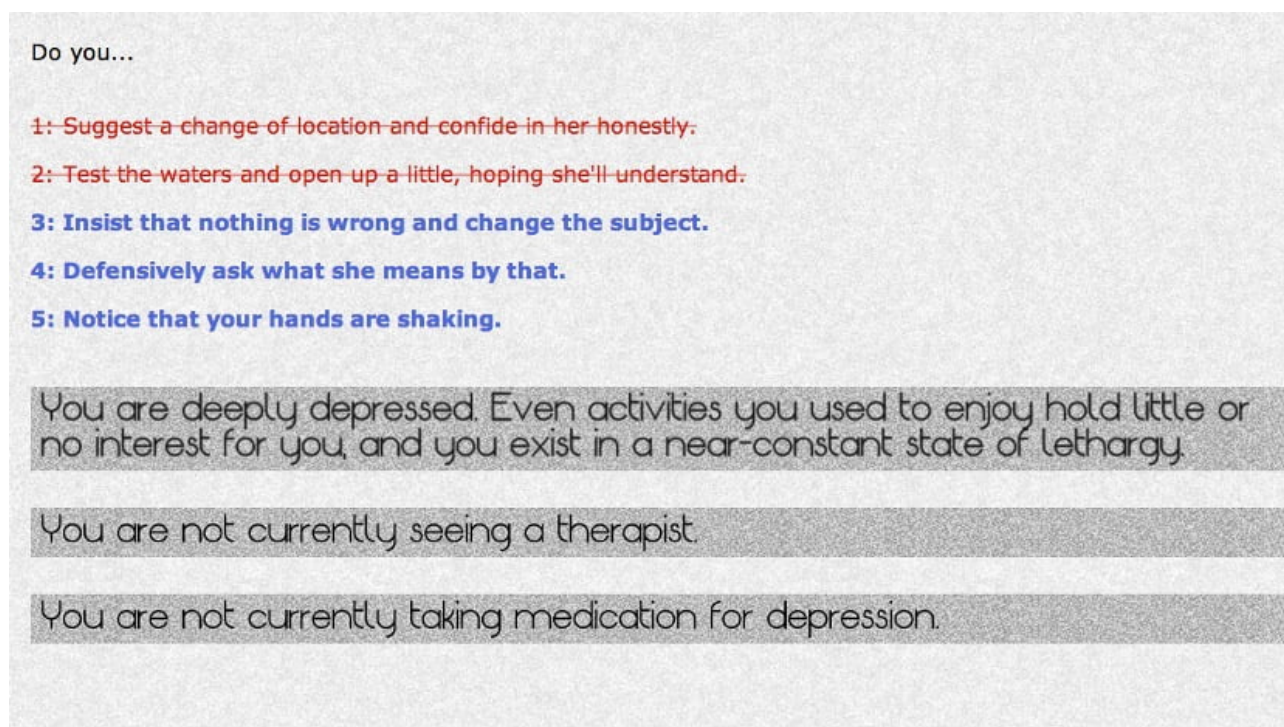 Do you...
1: Suggest a change of location and confide in her honestly.
2: Test the waters and open up a little, hoping she'll understand.
3: Insist that nothing is wrong and change the subject.
4: Defensively ask what she means by that.
5: Notice that your hands are shaking.
You are deeply depressed. Even activities you used to enjoy hold little or
no interest for you, and you exist in a near-constant state of lethargy.
You are not currently seeing a therapist.
You are not currently taking medication for depression.